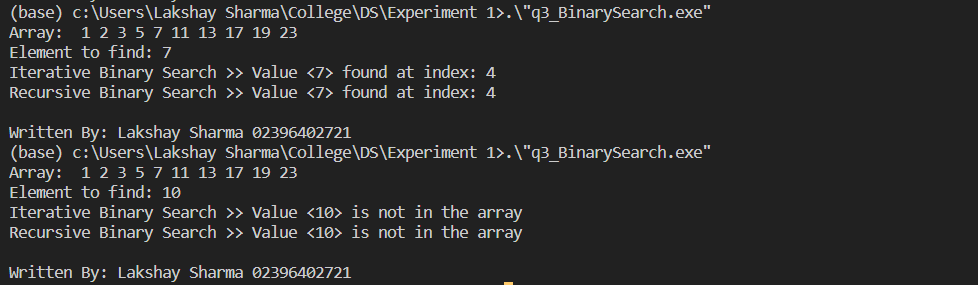 (base) c:\Users\Lakshay Sharma\College\DS\Experiment 1>.\"q3_BinarySearch.exe"
Array:  1 2 3 5 7 11 13 17 19 23
Element to find: 7
Iterative Binary Search >> Value <7> found at index: 4
Recursive Binary Search >> Value <7> found at index: 4
Written By: Lakshay Sharma 02396402721
(base) c:\Users\Lakshay Sharma\College\DS\Experiment 1>.\"q3_BinarySearch.exe"
Array:  1 2 3 5 7 11 13 17 19 23
Element to find: 10
Iterative Binary Search >> Value <10> is not in the array
Recursive Binary Search >> Value <10> is not in the array
Written By: Lakshay Sharma 02396402721